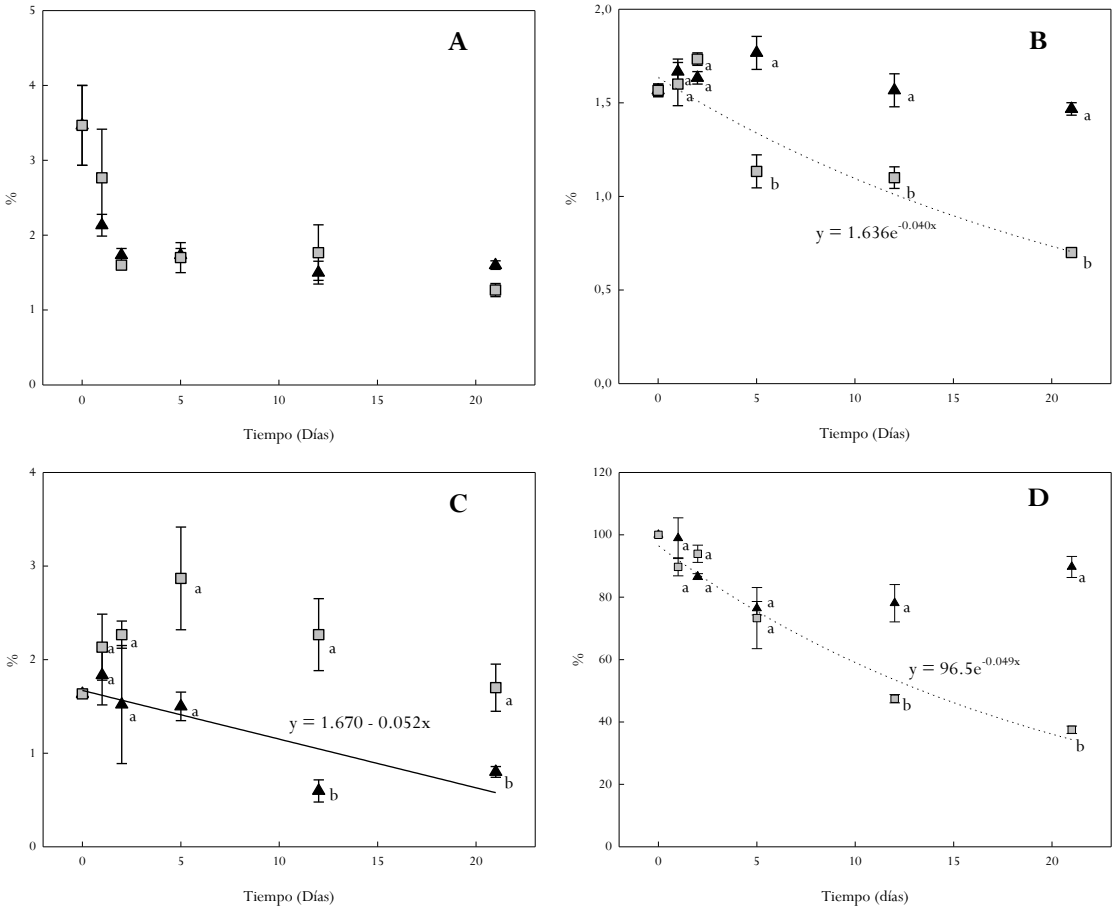 5
4
3
2
1
0
%
A
0
5
10
15
20
Tiempo (Días)
2,0
1,5
1,0
0,5
0,0
%
B
a
a
a
a
a
a
a
b
b
b
y = 1.636e^-0.040x
0
5
10
15
20
Tiempo (Días)
4
3
2
1
0
%
C
a
a
a
a
a
a
a
a
b
b
y = 1.670 - 0.052x
0
5
10
15
20
Tiempo (Días)
120
100
80
60
40
20
0
%
D
a
a
a
a
a
a
a
a
b
b
y = 96.5e^-0.049x
0
5
10
15
20
Tiempo (días)